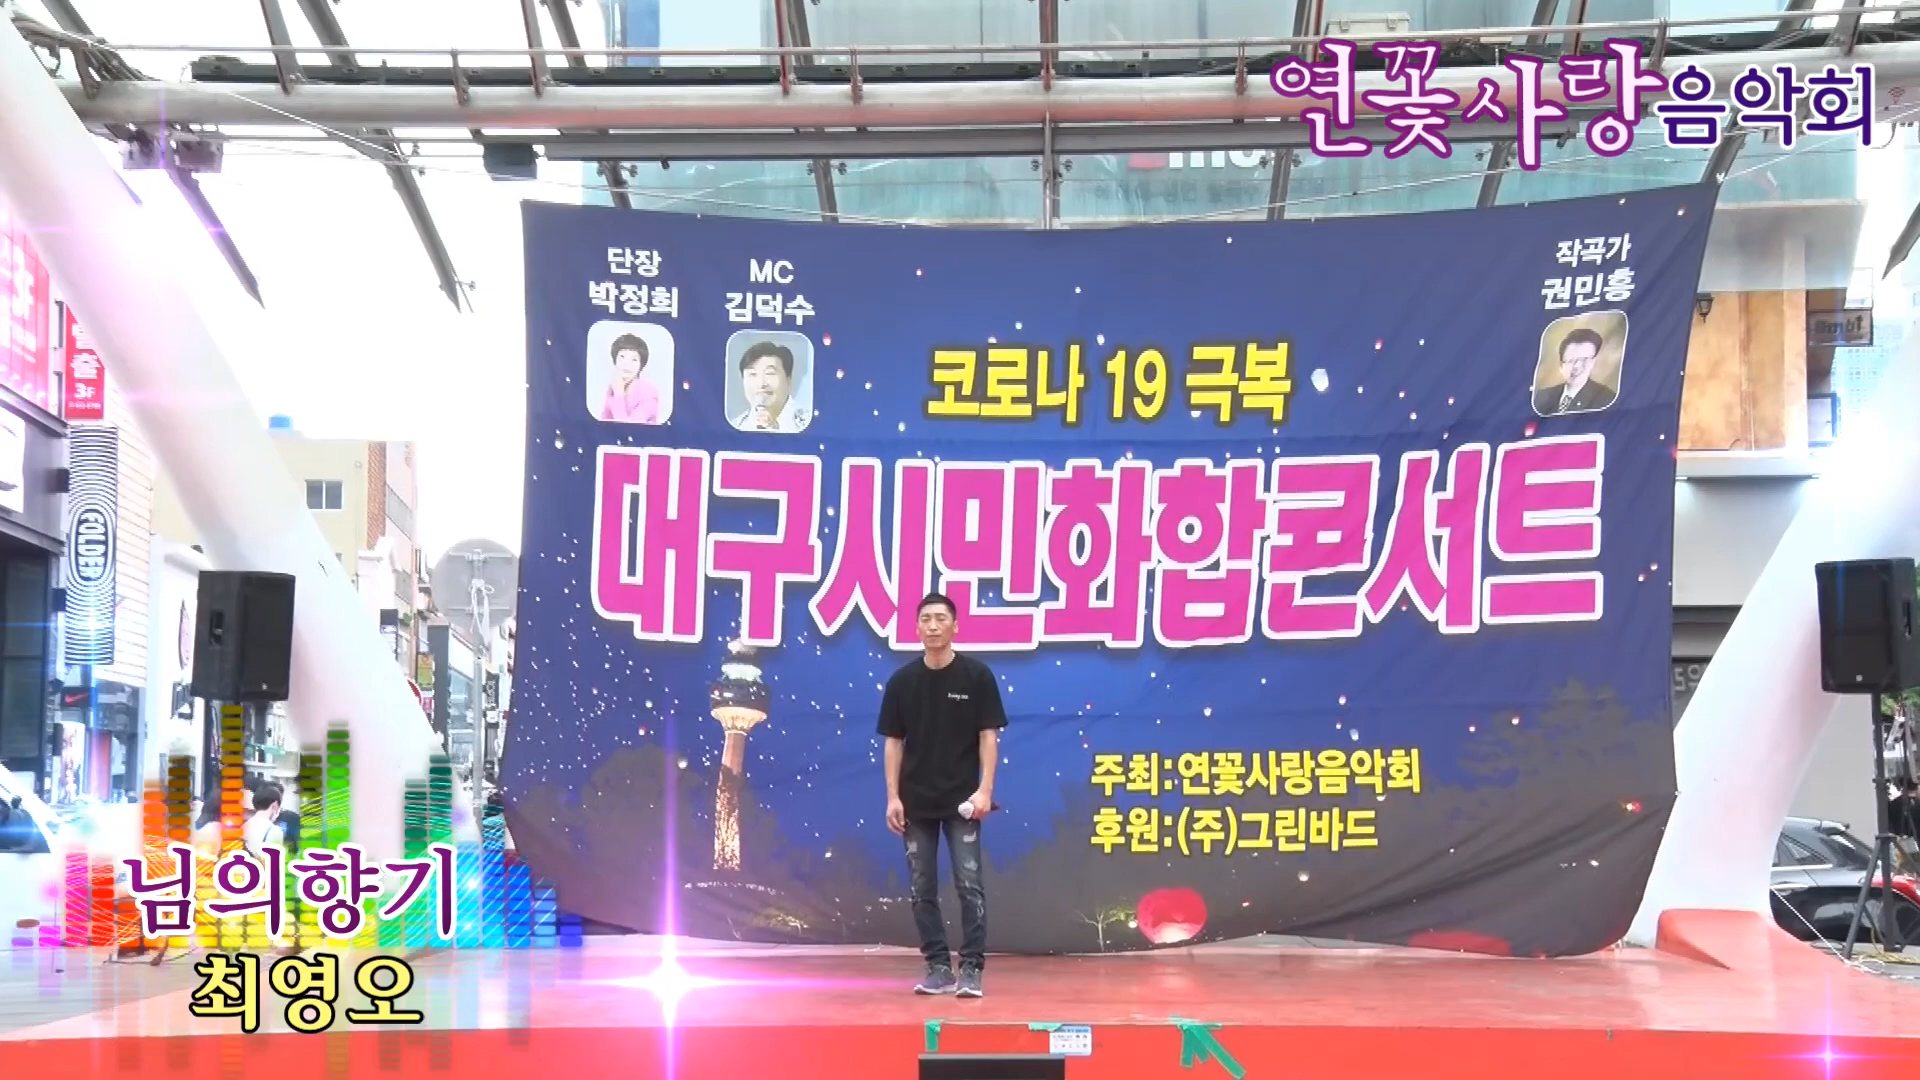 연꽃사랑음악회
단장
박정희
MC
김덕수
작곡가
권민흥
코로나 19 극복
대구시민화합콘서트
주최:연꽃사랑음악회
후원:(주)그린바드
FOLDER
3F
님의향기
최영오